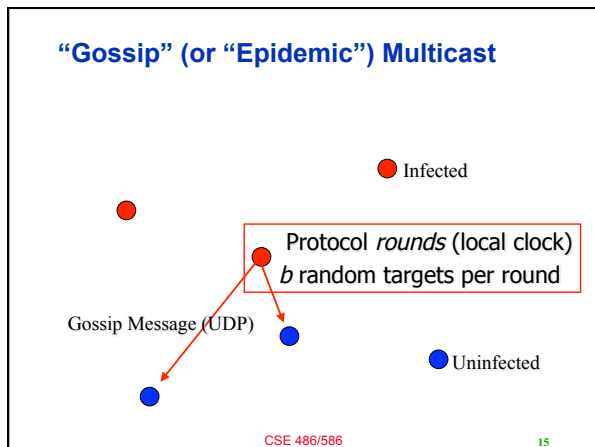 “Gossip” (or “Epidemic”) Multicast
Infected
Protocol rounds (local clock)
b random targets per round
Gossip Message (UDP)
Uninfected
CSE 486/586
15